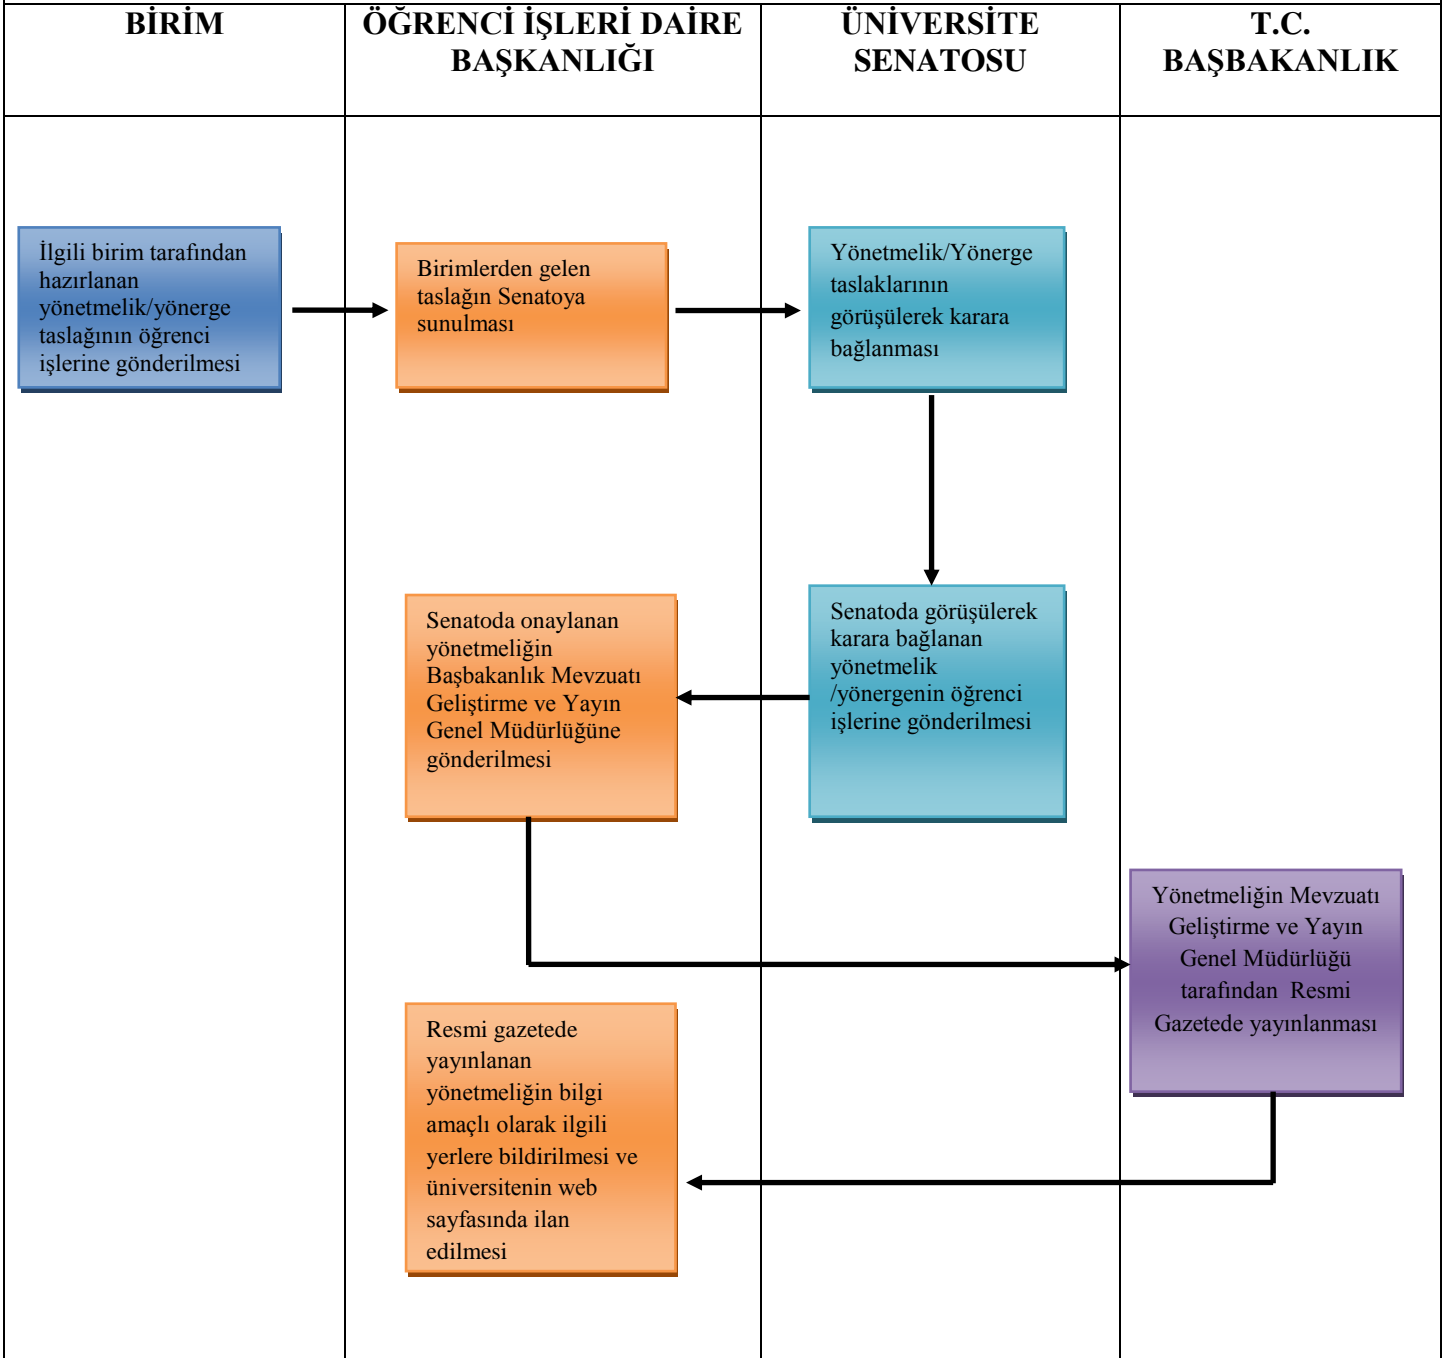 BİRİM
ÖĞRENCİ İŞLERİ DAİRE
BAŞKANLIĞI
ÜNİVERSİTE
SENATOSU
T.C.
BAŞBAKANLIK
İlgili birim tarafından
hazırlanan
yönetmelik/yönerge
taslağının öğrenci
işlerine gönderilmesi
Birimlerden gelen
taslağın Senatoya
sunulması
Yönetmelik/Yönerge
taslaklarının
görüşülerek karara
bağlanması
Senatoda görüşülerek
karara bağlanan
yönetmelik
/yönergenin öğrenci
işlerine gönderilmesi
Senatoda onaylanan
yönetmeliğin
Başbakanlık Mevzuatı
Geliştirme ve Yayın
Genel Müdürlüğüne
gönderilmesi
Yönetmeliğin Mevzuatı
Geliştirme ve Yayın
Genel Müdürlüğü
tarafından Resmi
Gazetede yayınlanması
Resmi gazetede
yayınlanan
yönetmeliğin bilgi
amaçlı olarak ilgili
yerlere bildirilmesi ve
üniversitenin web
sayfasında ilan
edilmesi